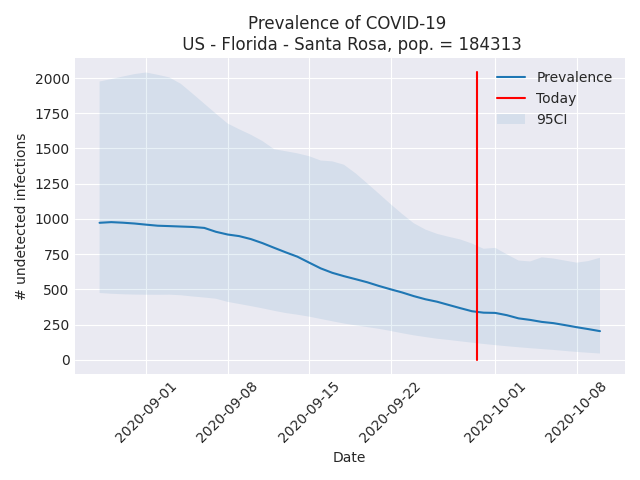 Prevalence of COVID-19
US - Florida - Santa Rosa, pop. = 184313
Prevalence
Today
95CI
# undetected infections
2000
1750
1500
1250
1000
750
500
250
0
2020-09-01
2020-09-08
2020-09-15
2020-09-22
2020-10-01
2020-10-08
Date